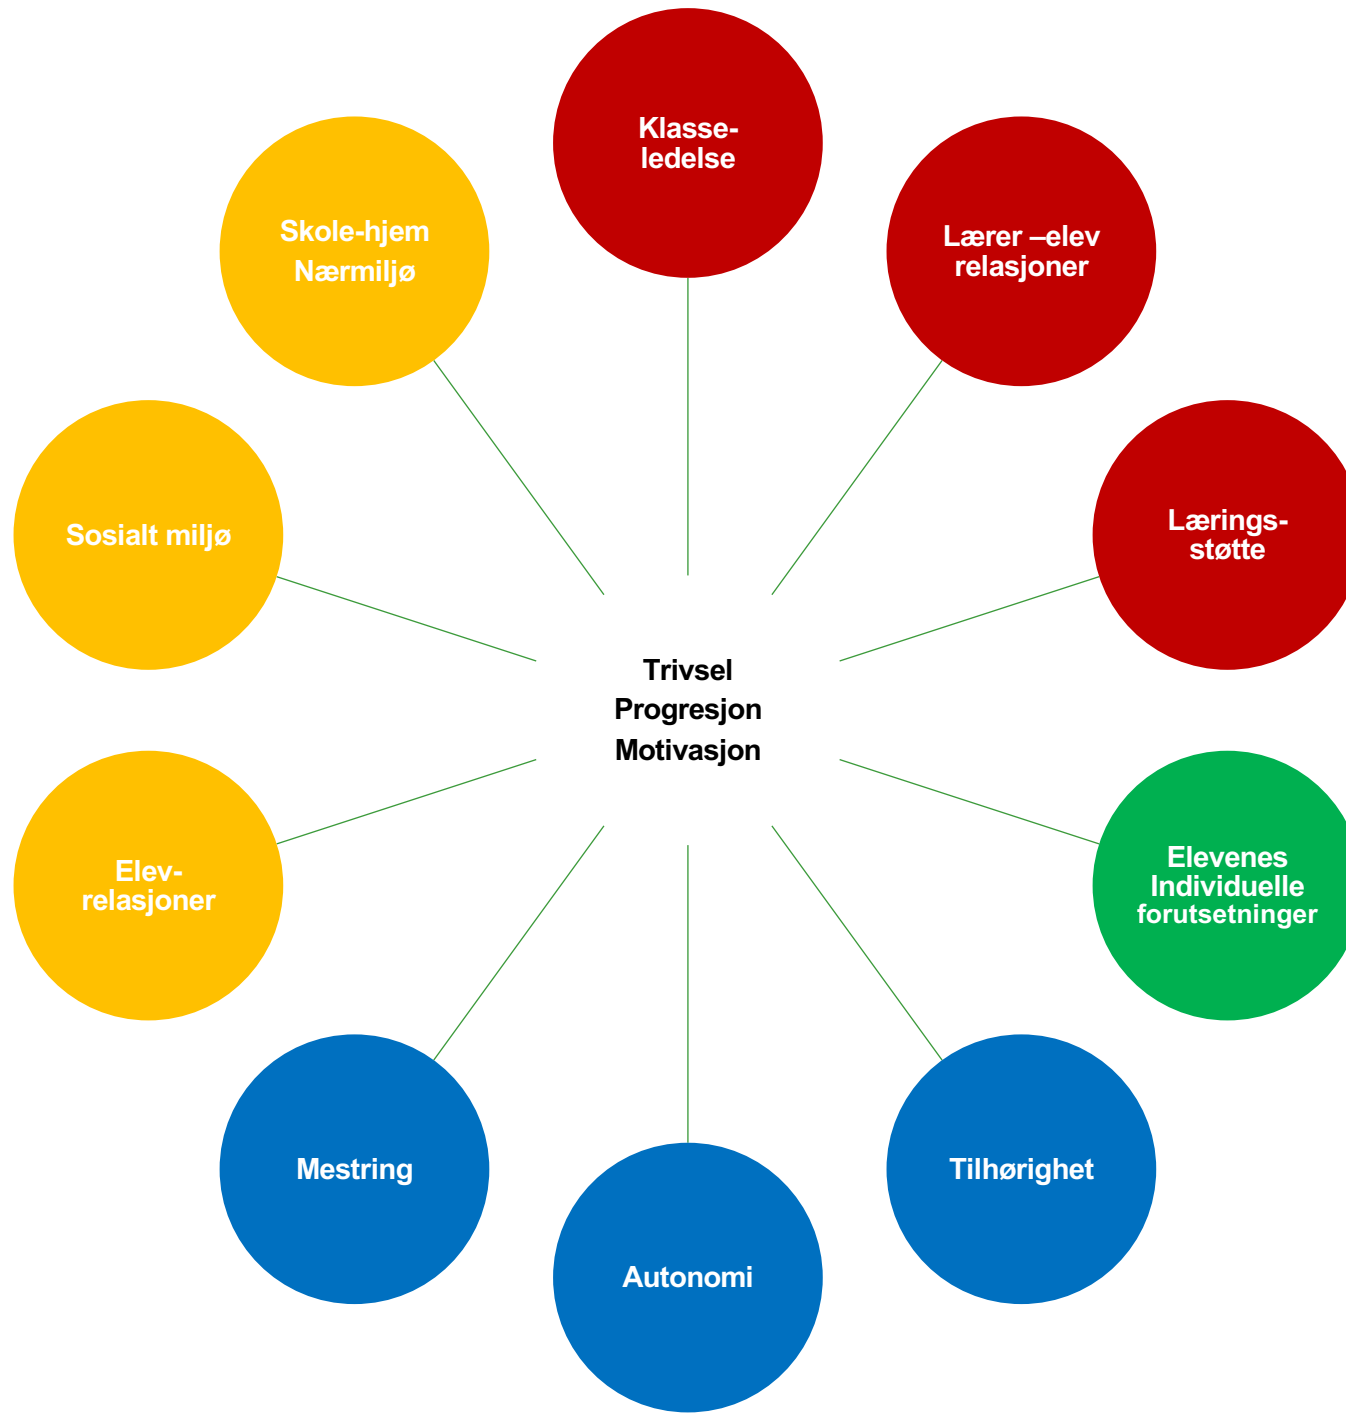 Klasse-
ledelse
Lærer –elev
relasjoner
Lærings-
støtte
Elevenes
Individuelle
forutsetninger
Tilhørighet
Autonomi
Mestring
Elev-
relasjoner
Sosialt miljø
Skole-hjem
Nærmiljø
Trivsel
Progresjon
Motivasjon